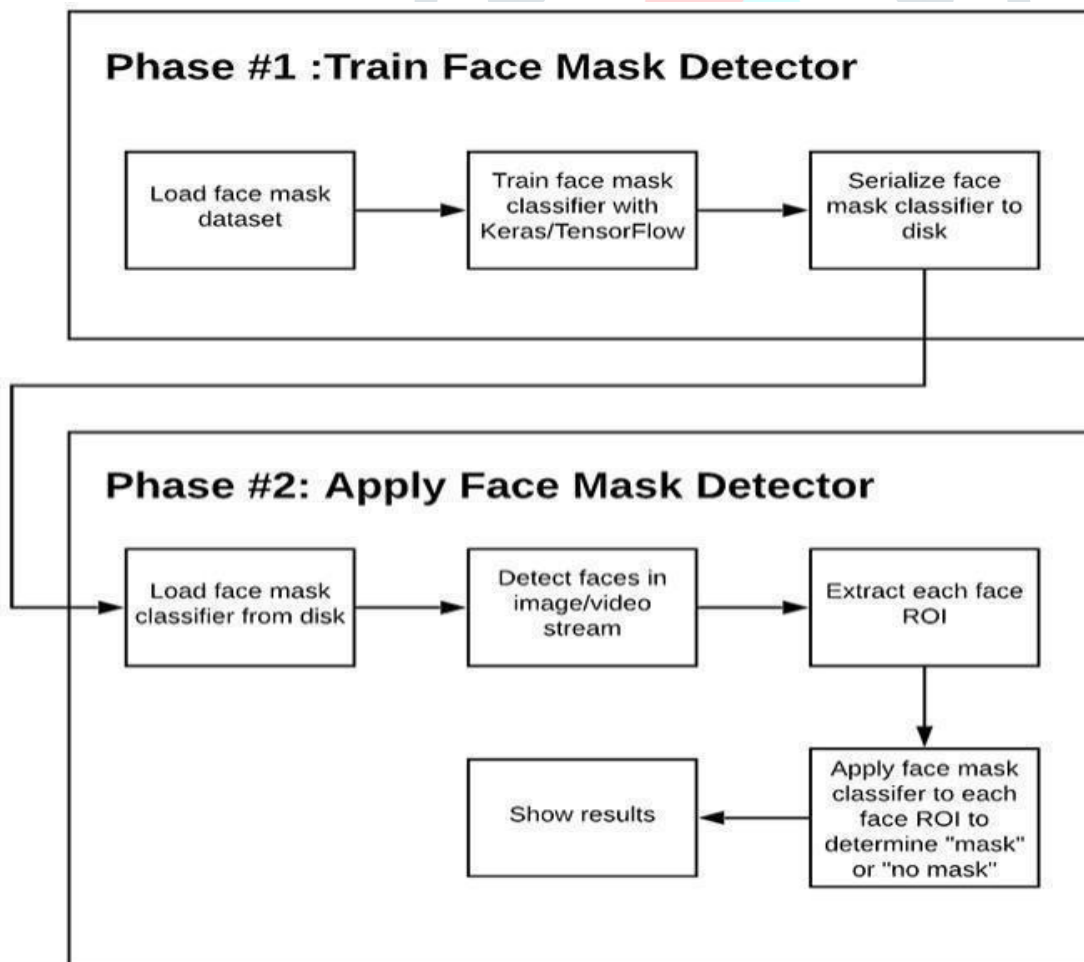 Phase #1 :Train Face Mask Detector
Load face mask
dataset
Train face mask
classifier with
Keras/TensorFlow
Serialize face
mask classifier to
disk
Phase #2: Apply Face Mask Detector
Load face mask
classifier from disk
Detect faces in
image/video
stream
Extract each face
ROI
Apply face mask
classifer to each
face ROI to
determine "mask"
or "no mask"
Show results